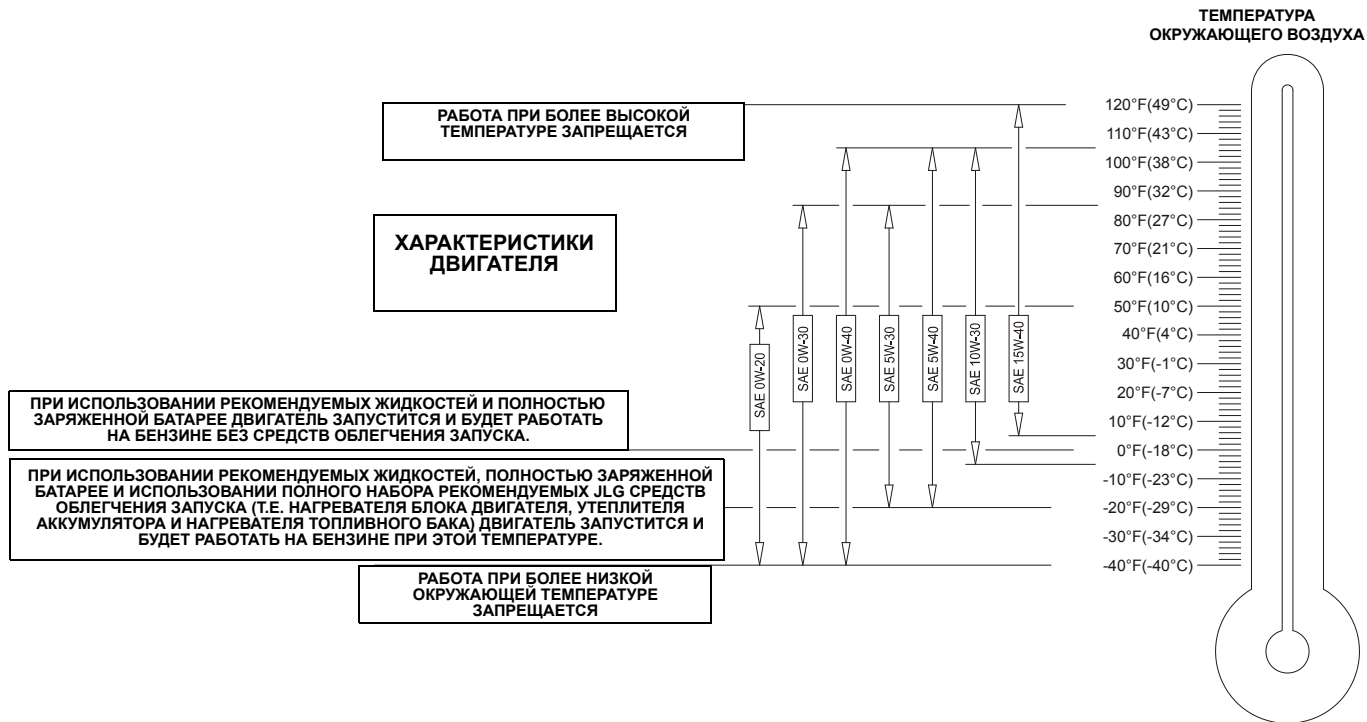 ТЕМПЕРАТУРА
ОКРУЖАЮЩЕГО ВОЗДУХА
РАБОТА ПРИ БОЛЕЕ ВЫСОКОЙ
ТЕМПЕРАТУРЕ ЗАПРЕЩАЕТСЯ
ХАРАКТЕРИСТИКИ
ДВИГАТЕЛЯ
ПРИ ИСПОЛЬЗОВАНИИ РЕКОМЕНДУЕМЫХ ЖИДКОСТЕЙ И ПОЛНОСТЬЮ
ЗАРЯЖЕННОЙ БАТАРЕЕ ДВИГАТЕЛЬ ЗАПУСТИТСЯ И БУДЕТ РАБОТАТЬ
НА БЕНЗИНЕ БЕЗ СРЕДСТВ ОБЛЕГЧЕНИЯ ЗАПУСКА.
ПРИ ИСПОЛЬЗОВАНИИ РЕКОМЕНДУЕМЫХ ЖИДКОСТЕЙ, ПОЛНОСТЬЮ ЗАРЯЖЕННОЙ
БАТАРЕЕ И ИСПОЛЬЗОВАНИИ ПОЛНОГО НАБОРА РЕКОМЕНДУЕМЫХ JLG СРЕДСТВ
ОБЛЕГЧЕНИЯ ЗАПУСКА (Т.Е. НАГРЕВАТЕЛЯ БЛОКА ДВИГАТЕЛЯ, УТЕПЛИТЕЛЯ
АККУМУЛЯТОРА И НАГРЕВАТЕЛЯ ТОПЛИВНОГО БАКА) ДВИГАТЕЛЬ ЗАПУСТИТСЯ И
БУДЕТ РАБОТАТЬ НА БЕНЗИНЕ ПРИ ЭТОЙ ТЕМПЕРАТУРЕ.
РАБОТА ПРИ БОЛЕЕ НИЗКОЙ
ОКРУЖАЮЩЕЙ ТЕМПЕРАТУРЕ
ЗАПРЕЩАЕТСЯ
SAE 0W-20
SAE 0W-30
SAE 0W-40
SAE 5W-30
SAE 5W-40
SAE 10W-30
SAE 15W-40
120°F(49°C)
110°F(43°C)
100°F(38°C)
90°F(32°C)
80°F(27°C)
70°F(21°C)
60°F(16°C)
50°F(10°C)
40°F(4°C)
30°F(-1°C)
20°F(-7°C)
10°F(-12°C)
0°F(-18°C)
-10°F(-23°C)
-20°F(-29°C)
-30°F(-34°C)
-40°F(-40°C)